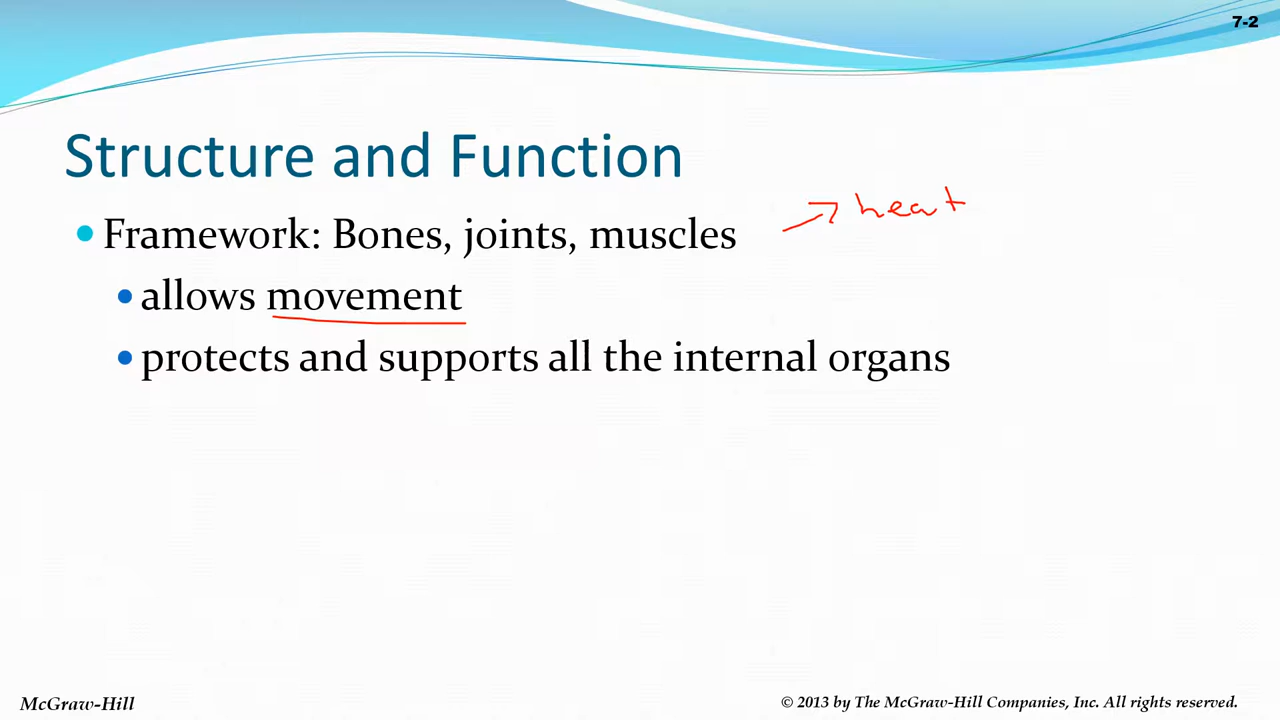 7-2
Structure and Function
• Framework: Bones, joints, muscles → heat
• allows movement
• protects and supports all the internal organs
McGraw-Hill
© 2013 by The McGraw-Hill Companies, Inc. All rights reserved.